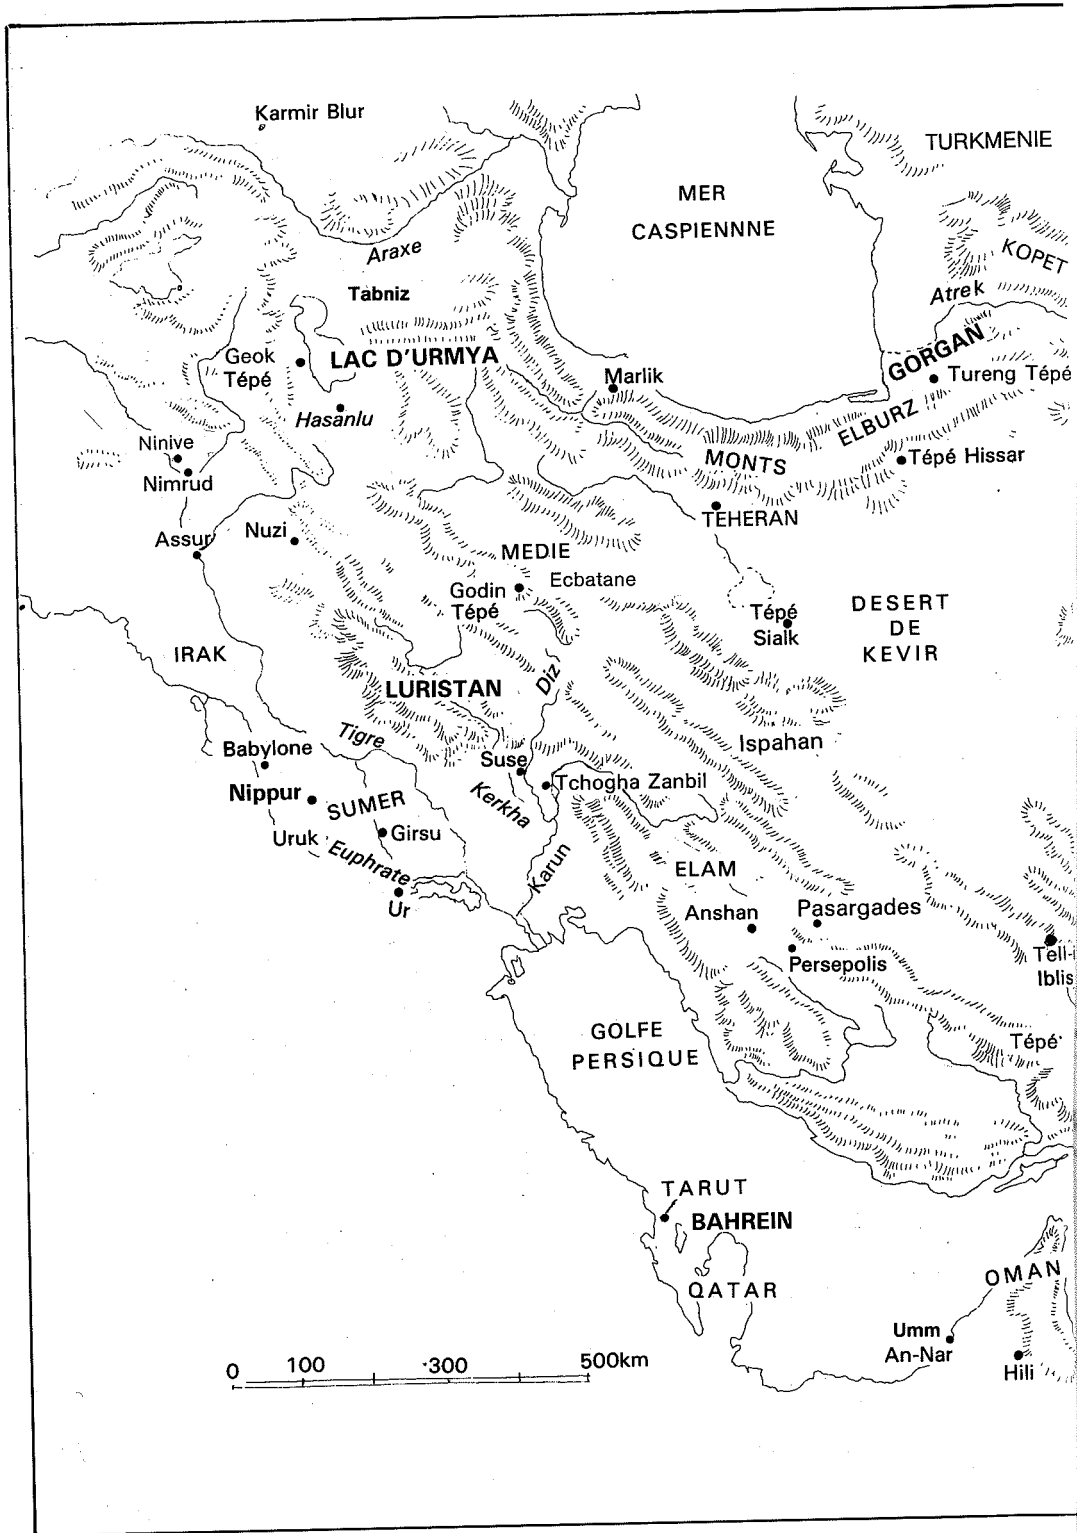 Karmir Blur
TURKMENIE
MER
CASPIENNNE
KOPET
Araxe
Atrek
Tabniz
GORGAN
Geok
Tépé
LAC D'URMYA
Marlik
Tureng Tépé
Hasanlu
ELBURZ
Ninive
MONTS
Tépé Hissar
Nimrud
TEHERAN
Assur
Nuzi
MEDIE
Ecbatane
Godin
Tépé
Tépé
Sialk
DESERT
DE
KEVIR
IRAK
LURISTAN
Diz
Tigre
Ispahan
Babylone
Suse
Tchogha Zanbil
Nippur
SUMER
Kerkha
Uruk
Girsu
Euphrate
Karun
ELAM
Ur
Anshan
Pasargades
Persepolis
Tell-i
Iblis
GOLFE
PERSIQUE
Tépé
TARUT
BAHREIN
QATAR
OMAN
Umm
An-Nar
Hili
0 100 300 500km